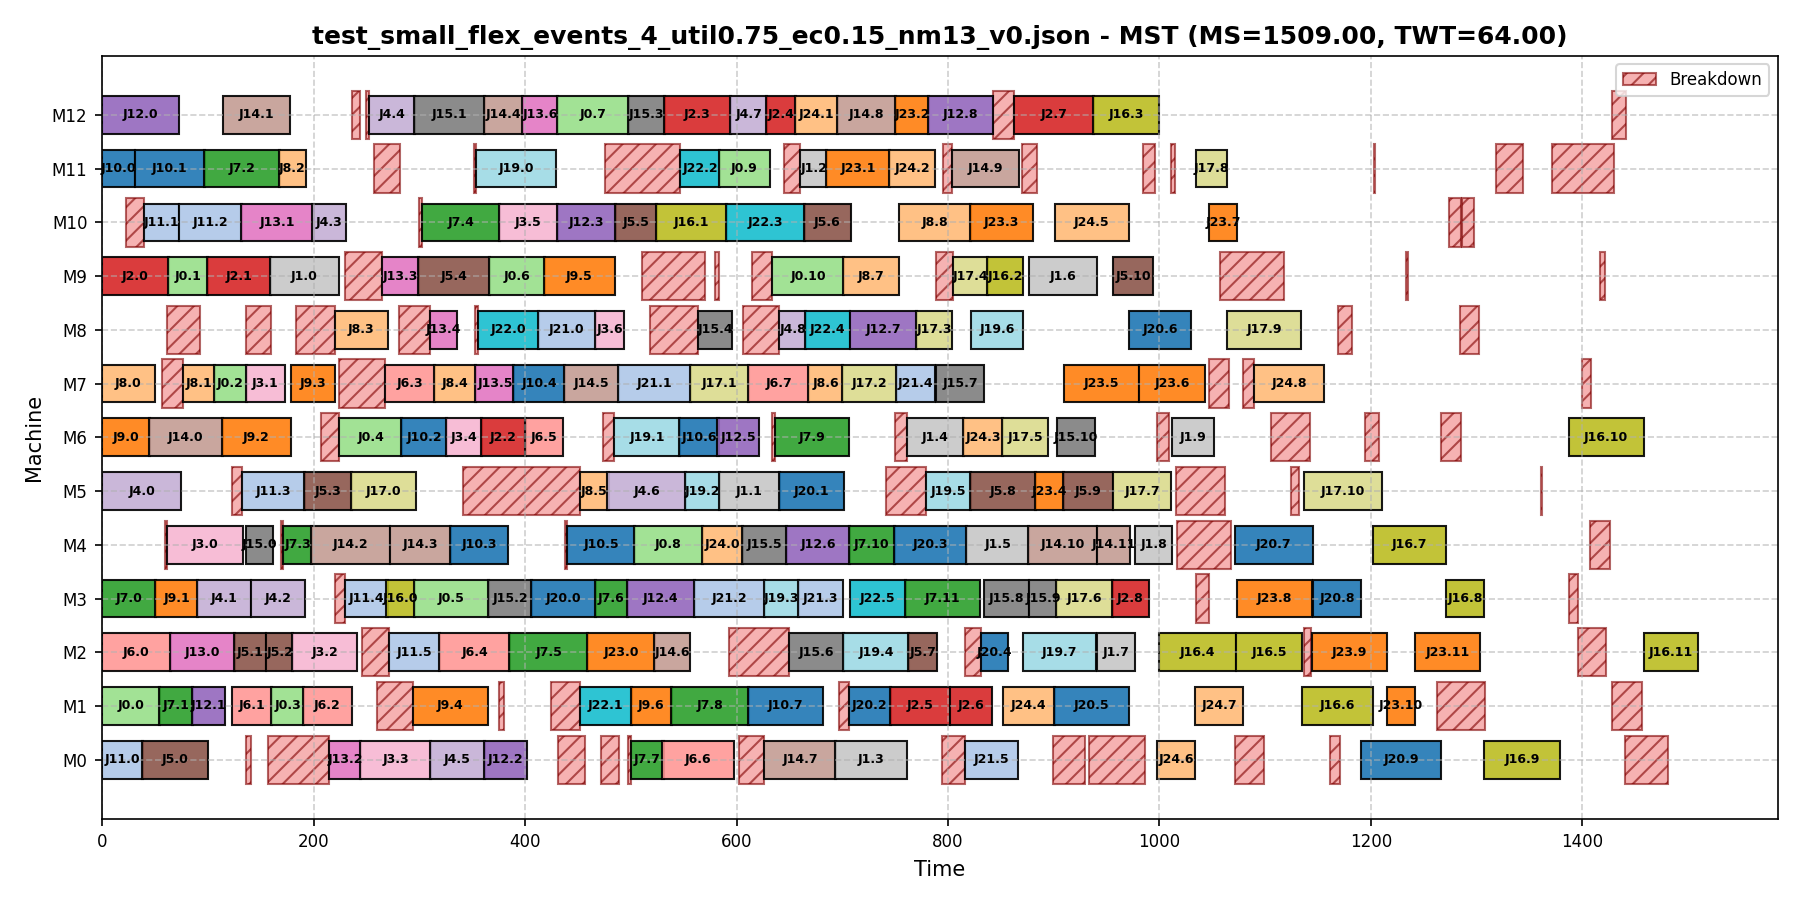 test_small_flex_events_4_util0.75_ec0.15_nm13_v0.json - MST (MS=1509.00, TWT=64.00)
Breakdown
M12 J12.0 J14.1 J4.4 J15.1 J14.4 J13.6 J0.7 J15.3 J2.3 J4.7 J2.4 J24.1 J14.8 J23.2 J12.8 J2.7 J16.3
M11 J10.0 J10.1 J7.2 J8.2 J19.0 J22.2 J0.9 J1.2 J23.1 J24.2 J14.9 J17.8
M10 J11.1 J11.2 J13.1 J4.3 J7.4 J3.5 J12.3 J5.5 J16.1 J22.3 J5.6 J8.8 J23.3 J24.5 J23.7
M9 J2.0 J0.1 J2.1 J1.0 J13.3 J5.4 J0.6 J9.5 J0.10 J8.7 J17.4 J16.2 J1.6 J5.10
M8 J8.3 J13.4 J22.0 J21.0 J3.6 J15.4 J4.8 J22.4 J12.7 J17.3 J19.6 J20.6 J17.9
M7 J8.0 J8.1 J0.2 J3.1 J9.3 J6.3 J8.4 J13.5 J10.4 J14.5 J21.1 J17.1 J6.7 J8.6 J17.2 J21.4 J15.7 J23.5 J23.6 J24.8
M6 J9.0 J14.0 J9.2 J0.4 J10.2 J3.4 J2.2 J6.5 J19.1 J10.6 J12.5 J7.9 J1.4 J24.3 J17.5 J15.10 J1.9 J16.10
M5 J4.0 J11.3 J5.3 J17.0 J8.5 J4.6 J19.2 J1.1 J20.1 J19.5 J5.8 J23.4 J5.9 J17.7 J17.10
M4 J3.0 J15.0 J7.3 J14.2 J14.3 J10.3 J10.5 J0.8 J24.0 J15.5 J12.6 J7.10 J20.3 J1.5 J14.10 J14.11 J1.8 J20.7 J16.7
M3 J7.0 J9.1 J4.1 J4.2 J11.4 J16.0 J0.5 J15.2 J20.0 J7.6 J12.4 J21.2 J19.3 J21.3 J22.5 J7.11 J15.8 J15.9 J17.6 J2.8 J23.8 J20.8 J16.8
M2 J6.0 J13.0 J5.1 J5.2 J3.2 J11.5 J6.4 J7.5 J23.0 J14.6 J15.6 J19.4 J5.7 J20.4 J19.7 J1.7 J16.4 J16.5 J23.9 J23.11 J16.11
M1 J0.0 J7.1 J12.1 J6.1 J0.3 J6.2 J9.4 J22.1 J9.6 J7.8 J10.7 J20.2 J2.5 J2.6 J24.4 J20.5 J24.7 J16.6 J23.10
M0 J11.0 J5.0 J13.2 J3.3 J4.5 J12.2 J7.7 J6.6 J14.7 J1.3 J21.5 J24.6 J20.9 J16.9
0 200 400 600 800 1000 1200 1400
Time
Machine